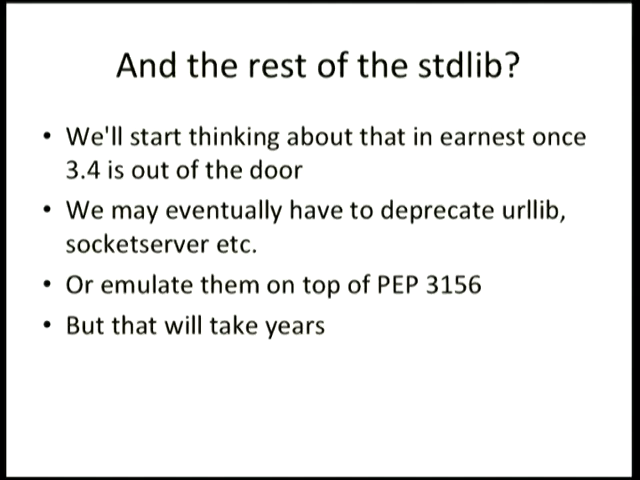 And the rest of the stdlib?
• We'll start thinking about that in earnest once
3.4 is out of the door
• We may eventually have to deprecate urllib,
socketserver etc.
• Or emulate them on top of PEP 3156
• But that will take years